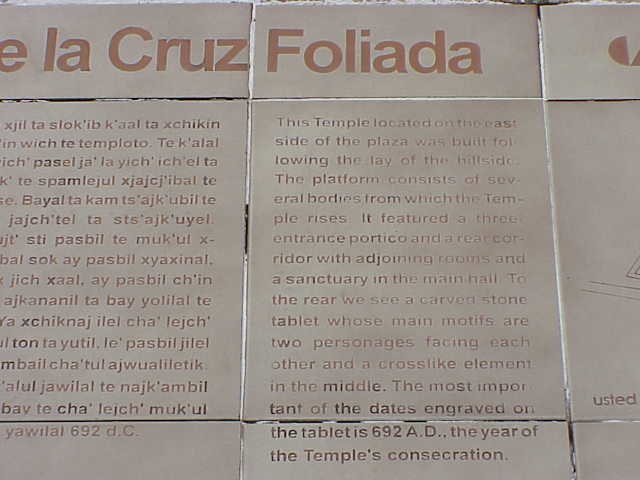 e la Cruz Foliada
xjil ta slok'ib k'aal ta xchikin
'in wich te temploto. Te k'alal
ich' pasel ja' la yich' ich'el ta
k' te spamlejul xjajcj'ibal te
se. Bayal ta kam ts'ajk'ubil te
jajch'tel ta sts'ajk'uyel.
ujt' sti pasbil te muk'ul x-
bal sok ay pasbil xyaxinal,
x jich xaal, ay pasbil ch'in
ajkananil ta bay yolilal te
Ya xchiknaj ilel cha' lejch'
ul ton ta yutil, le' pasbil jilel
mbail cha'tul ajwualiletik.
'alul jawilal te najk'ambil
bay te cha' lejch' muk'ul
yawilal 692 d.C.
This Temple located on the east
side of the plaza was built fol-
lowing the lay of the hillside.
The platform consists of sev-
eral bodies from which the Tem-
ple rises. It featured a three-
entrance portico and a rear cor-
ridor with adjoining rooms and
a sanctuary in the main hall. To
the rear we see a carved stone
tablet whose main motifs are
two personages facing each
other and a crosslike element
in the middle. The most impor
tant of the dates engraved on
the tablet is 692 A.D., the year of
the Temple's consecration.
usted